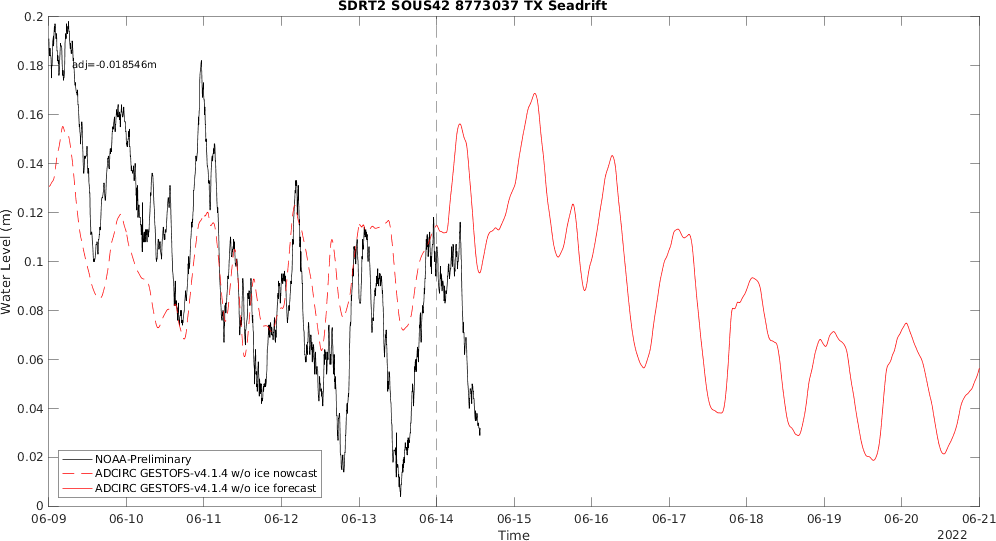 SDRT2 SOUS42 8773037 TX Seadrift
0.2
0.18
0.16
0.14
0.12
0.1
0.08
0.06
0.04
0.02
0
Water Level (m)
adj=-0.018546m
NOAA-Preliminary
ADCIRC GESTOFS-v4.1.4 w/o ice nowcast
ADCIRC GESTOFS-v4.1.4 w/o ice forecast
06-09 06-10 06-11 06-12 06-13 06-14 06-15 06-16 06-17 06-18 06-19 06-20 06-21
Time
2022